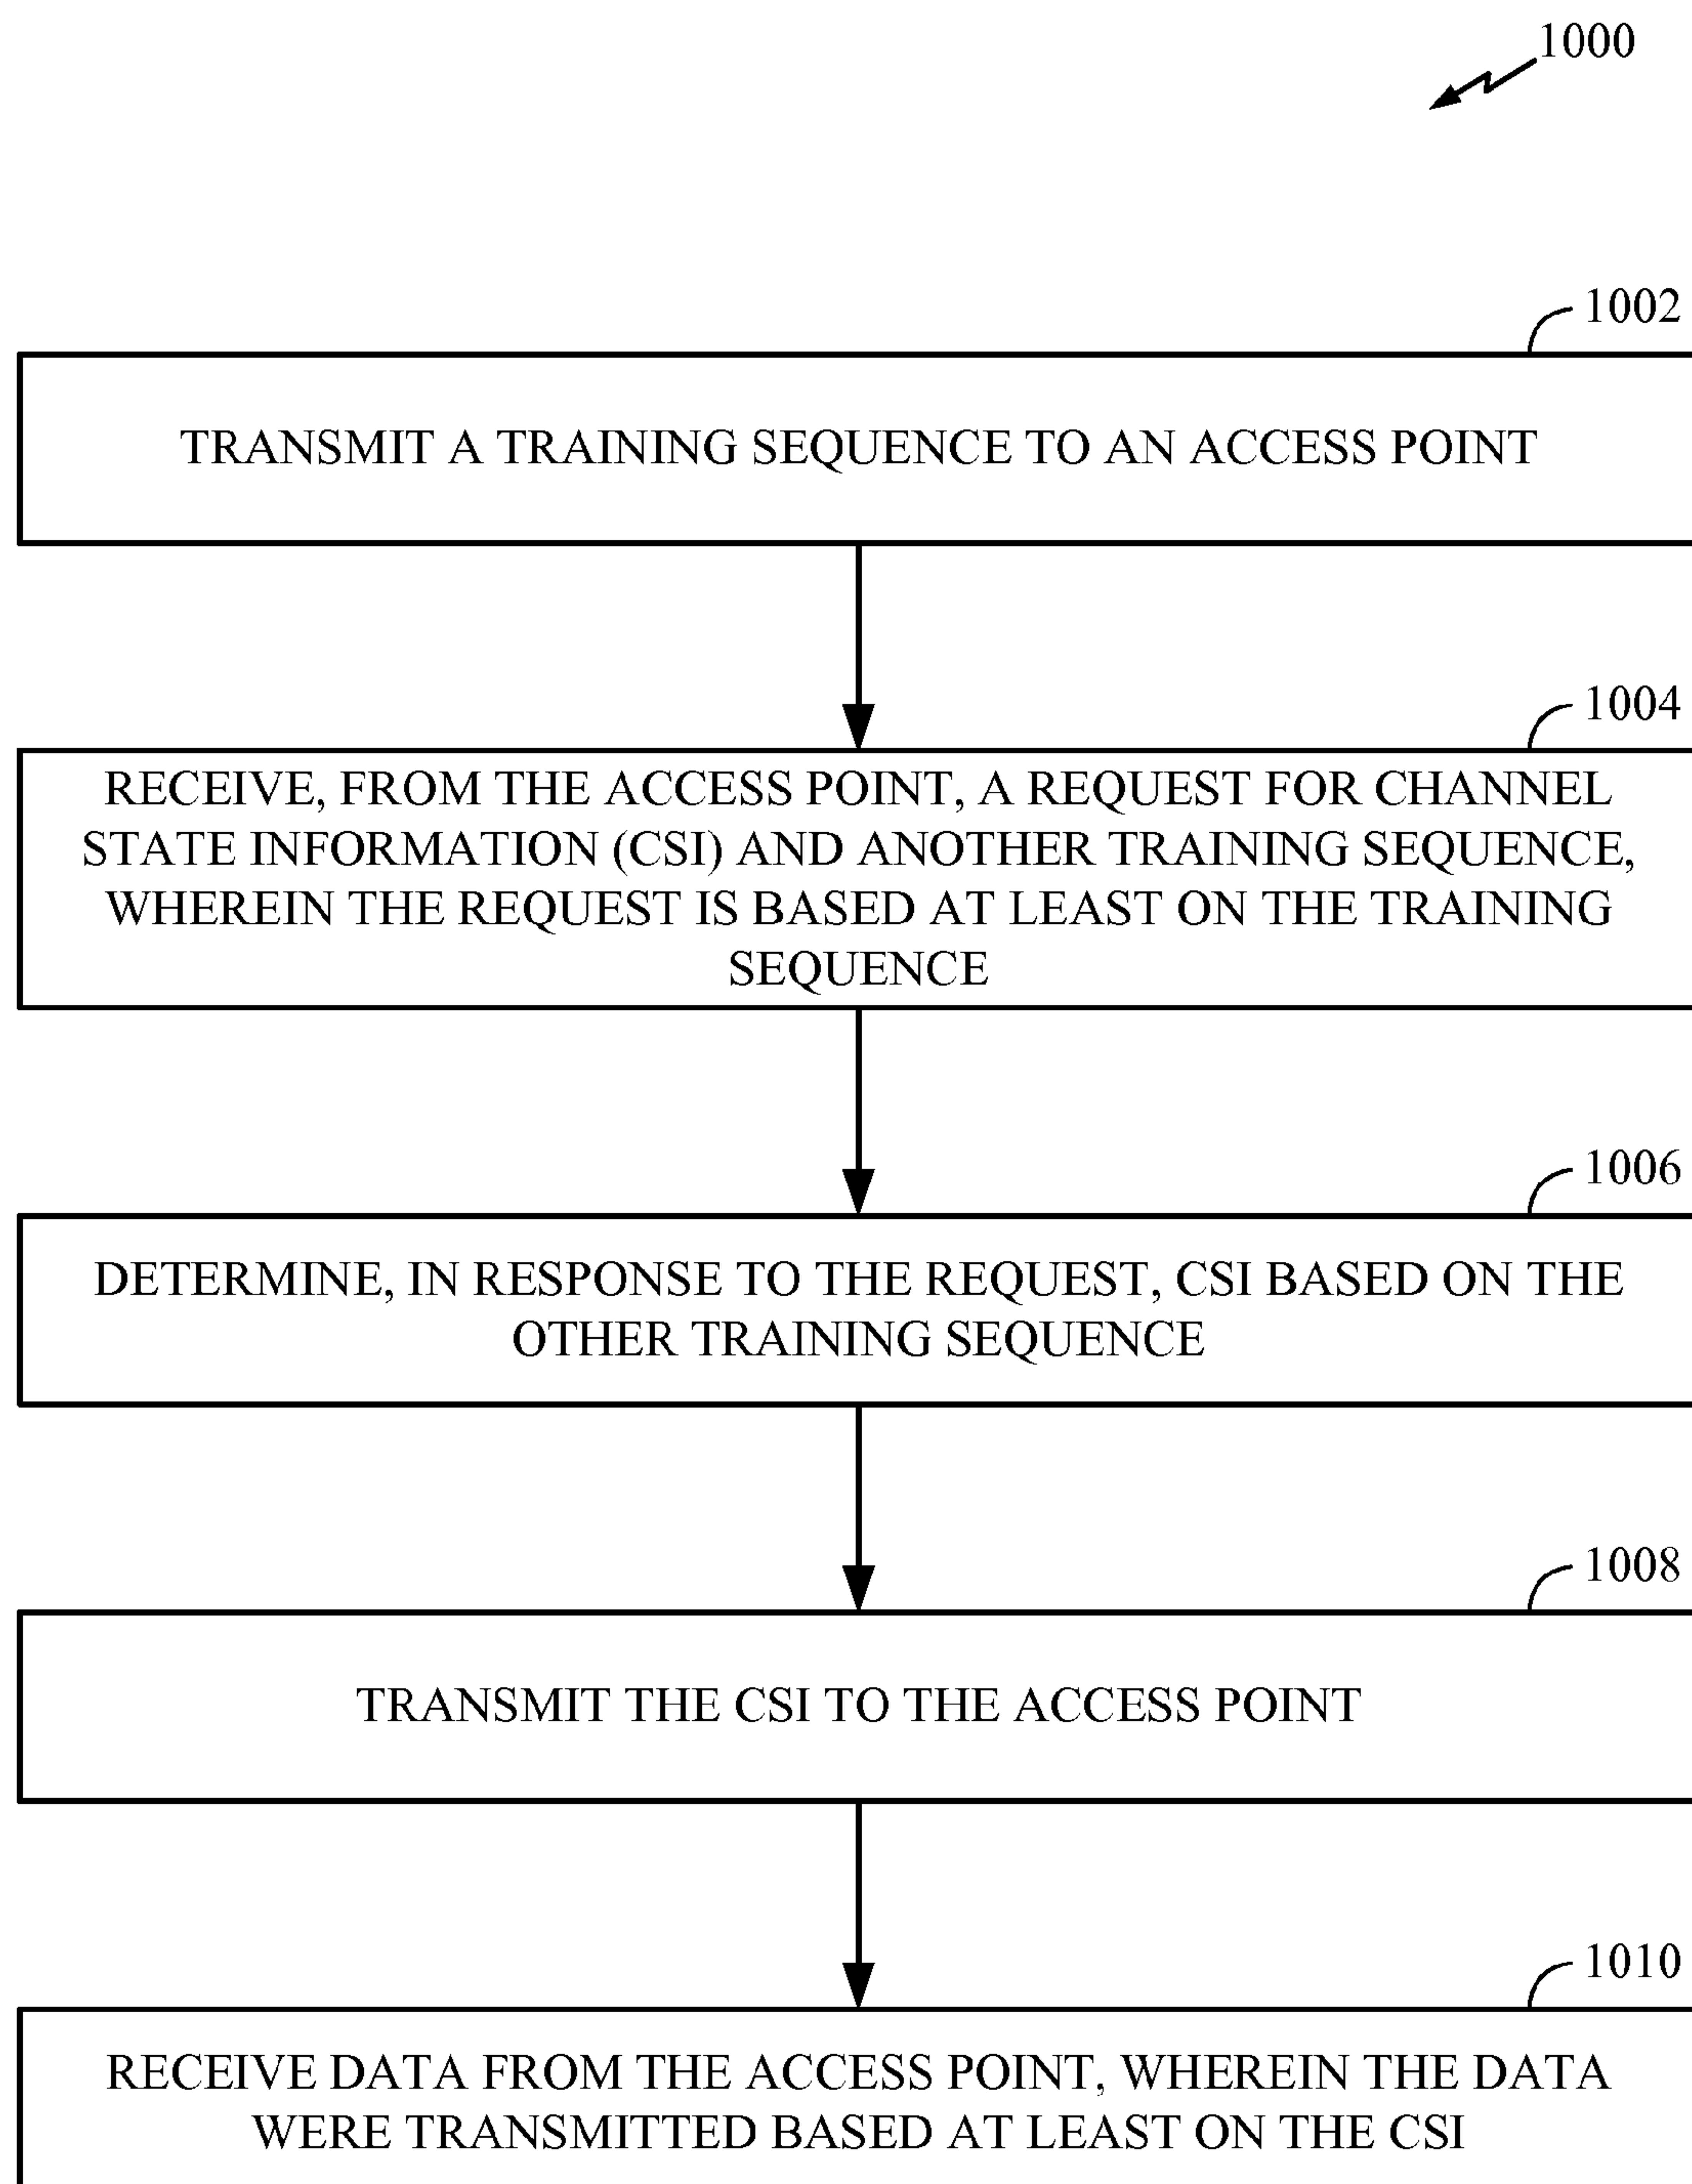 1000
1002
TRANSMIT A TRAINING SEQUENCE TO AN ACCESS POINT
1004
RECEIVE, FROM THE ACCESS POINT, A REQUEST FOR CHANNEL
STATE INFORMATION (CSI) AND ANOTHER TRAINING SEQUENCE,
WHEREIN THE REQUEST IS BASED AT LEAST ON THE TRAINING
SEQUENCE
1006
DETERMINE, IN RESPONSE TO THE REQUEST, CSI BASED ON THE
OTHER TRAINING SEQUENCE
1008
TRANSMIT THE CSI TO THE ACCESS POINT
1010
RECEIVE DATA FROM THE ACCESS POINT, WHEREIN THE DATA
WERE TRANSMITTED BASED AT LEAST ON THE CSI